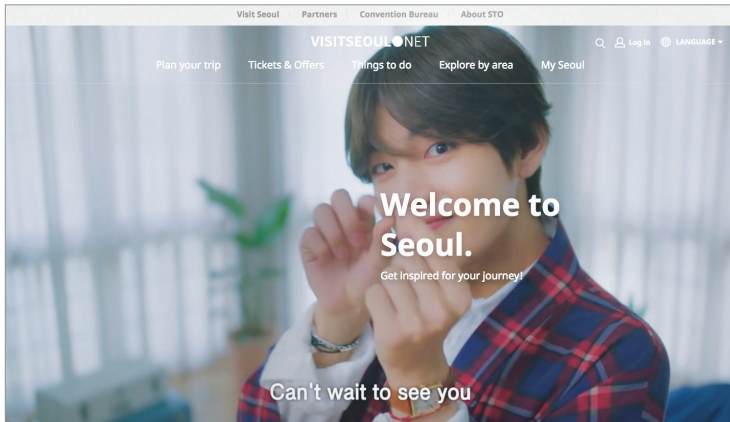 Visit Seoul Partners Convention Bureau About STO
VISITSEOUL NET
Log in LANGUAGE
Plan your trip Tickets & Offers Things to do Explore by area My Seoul
Welcome to
Seoul.
Get inspired for your journey!
Can't wait to see you